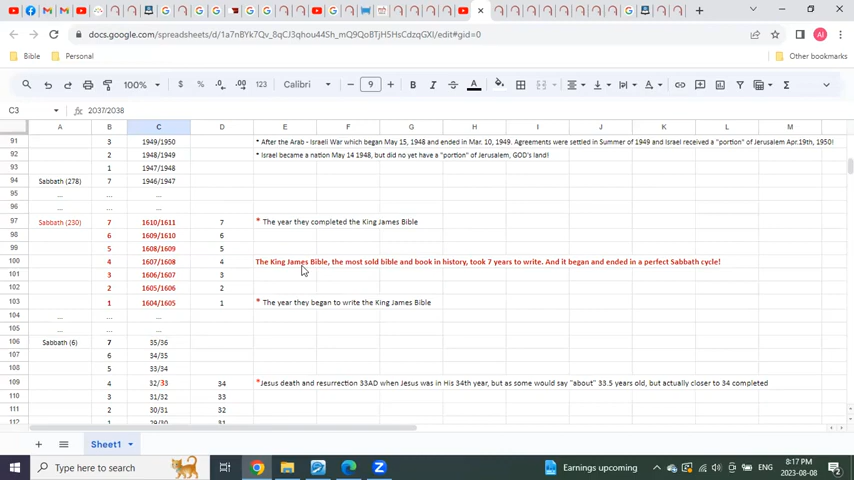 docs.google.com/spreadsheets/d/1a7nBYk7Qv_8qCJ3qhou44Sh_mQ9QoBTjH5HsCdzqGXI/edit#gid=0
Bible Personal Other bookmarks
100% $ % .0 .00 123 Calibri 9 B I A
C3 2037/2038
A B C D E F G H I J K L M
91 3 1949/1950 * After the Arab - Israeli War which began May 15, 1948 and ended in Mar. 10, 1949. Agreements were settled in Summer of 1949 and Israel received a "portion" of Jerusalem Apr.19th, 1950!
92 2 1948/1949 * Israel became a nation May 14 1948, but did no yet have a "portion" of Jerusalem, GOD's land!
93 1 1947/1948
94 Sabbath (278) 7 1946/1947
95 ... ... ...
96 ... ... ...
97 Sabbath (230) 7 1610/1611 7 * The year they completed the King James Bible
98 6 1609/1610 6
99 5 1608/1609 5
100 4 1607/1608 4 The King James Bible, the most sold bible and book in history, took 7 years to write. And it began and ended in a perfect Sabbath cycle!
101 3 1606/1607 3
102 2 1605/1606 2
103 1 1604/1605 1 * The year they began to write the King James Bible
104 ... ... ...
105 ... ... ...
106 Sabbath (6) 7 35/36
107 6 34/35
108 5 33/34
109 4 32/33 34 *Jesus death and resurrection 33AD when Jesus was in His 34th year, but as some would say "about" 33.5 years old, but actually closer to 34 completed
110 3 31/32 33
111 2 30/31 32
112 1 29/30 31
Sheet1
Type here to search Earnings upcoming ENG 8:17 PM
2023-08-08 2